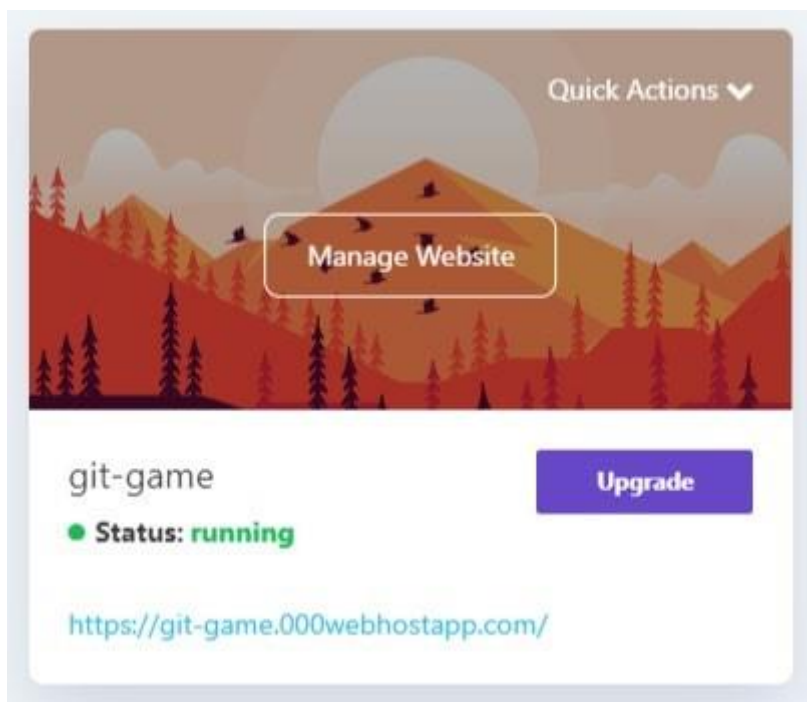 Quick Actions
Manage Website
git-game
Upgrade
Status: running
https://git-game.000webhostapp.com/